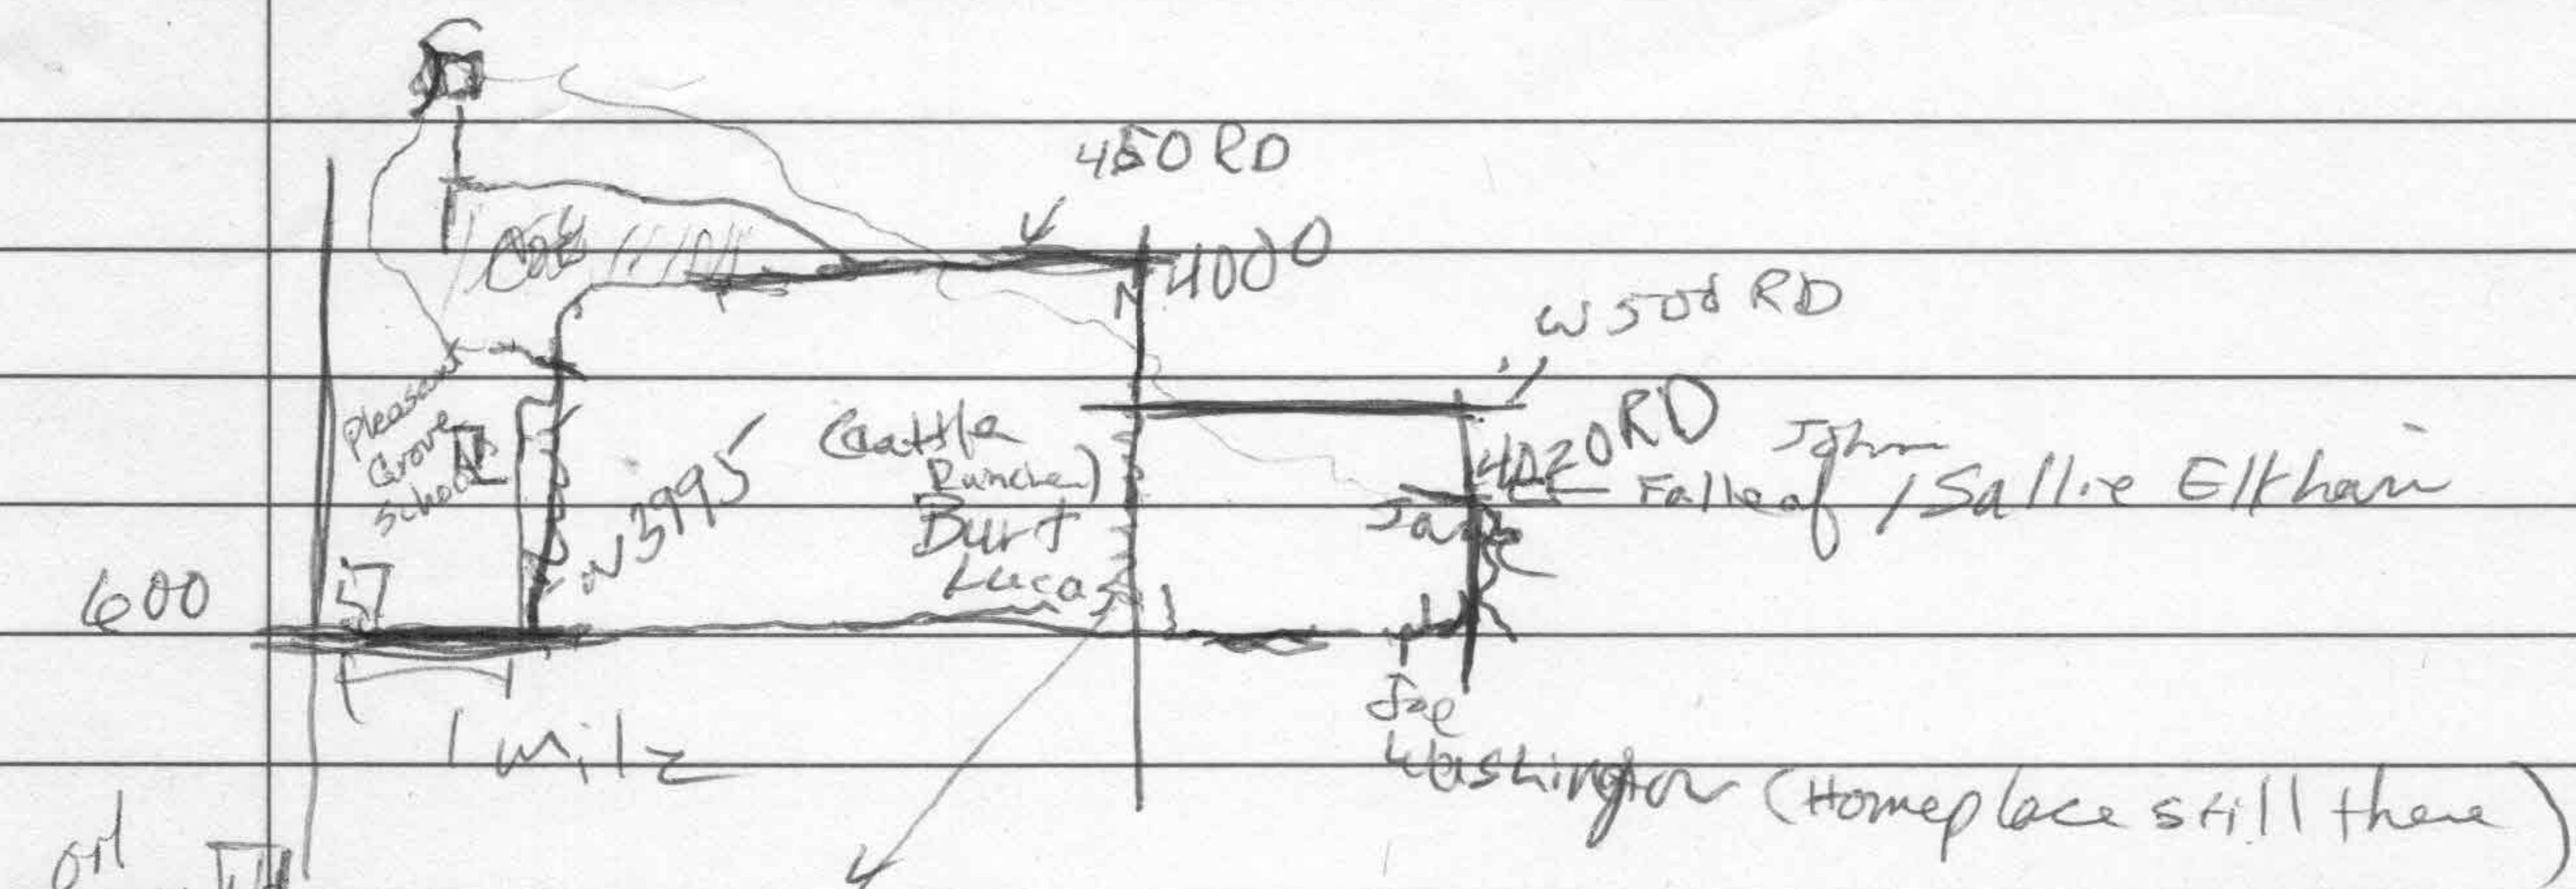 450 RD
4000
N
W 500 RD
4020 RD
Pleasant
Grove
School
N 3995
(Cattle
Rancher)
Burt
Lucas
John
Falleaf / Sallie Elkhair
Jane
600
1 mile
Joe
Washington (Homeplace still there)